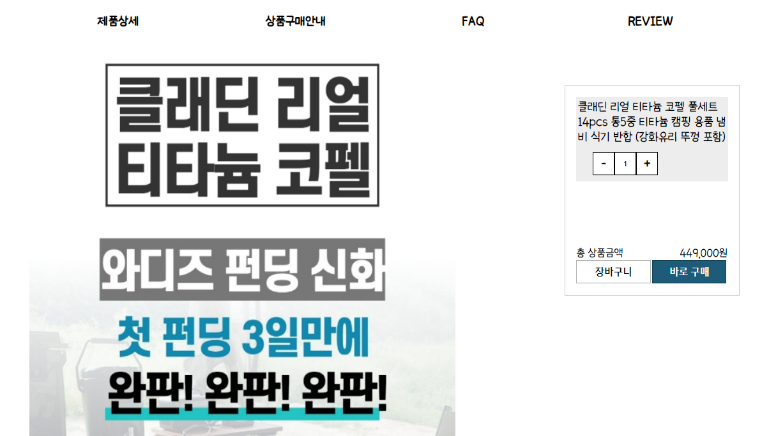 제품상세 상품구매안내 FAQ REVIEW
클래딘 리얼
티타늄 코펠
와디즈 펀딩 신화
첫 펀딩 3일만에
완판! 완판! 완판!
클래딘 리얼 티타늄 코펠 풀세트
14pcs 통5중 티타늄 캠핑 용품 냄
비 식기 반합 (강화유리 뚜껑 포함)
- 1 +
총 상품금액 449,000원
장바구니 바로 구매